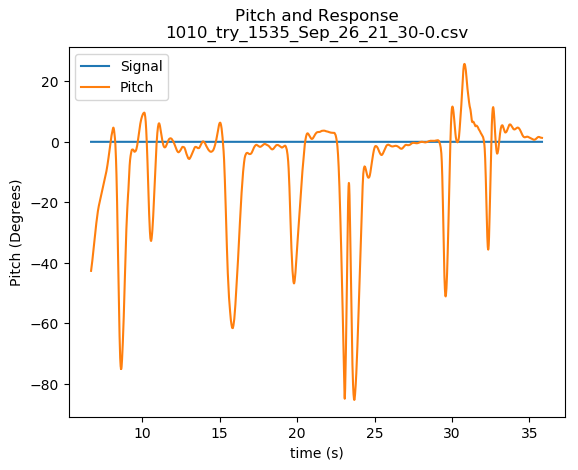 Pitch and Response
1010_try_1535_Sep_26_21_30-0.csv
Signal
Pitch
Pitch (Degrees)
20
0
−20
−40
−60
−80
10
15
20
25
30
35
time (s)